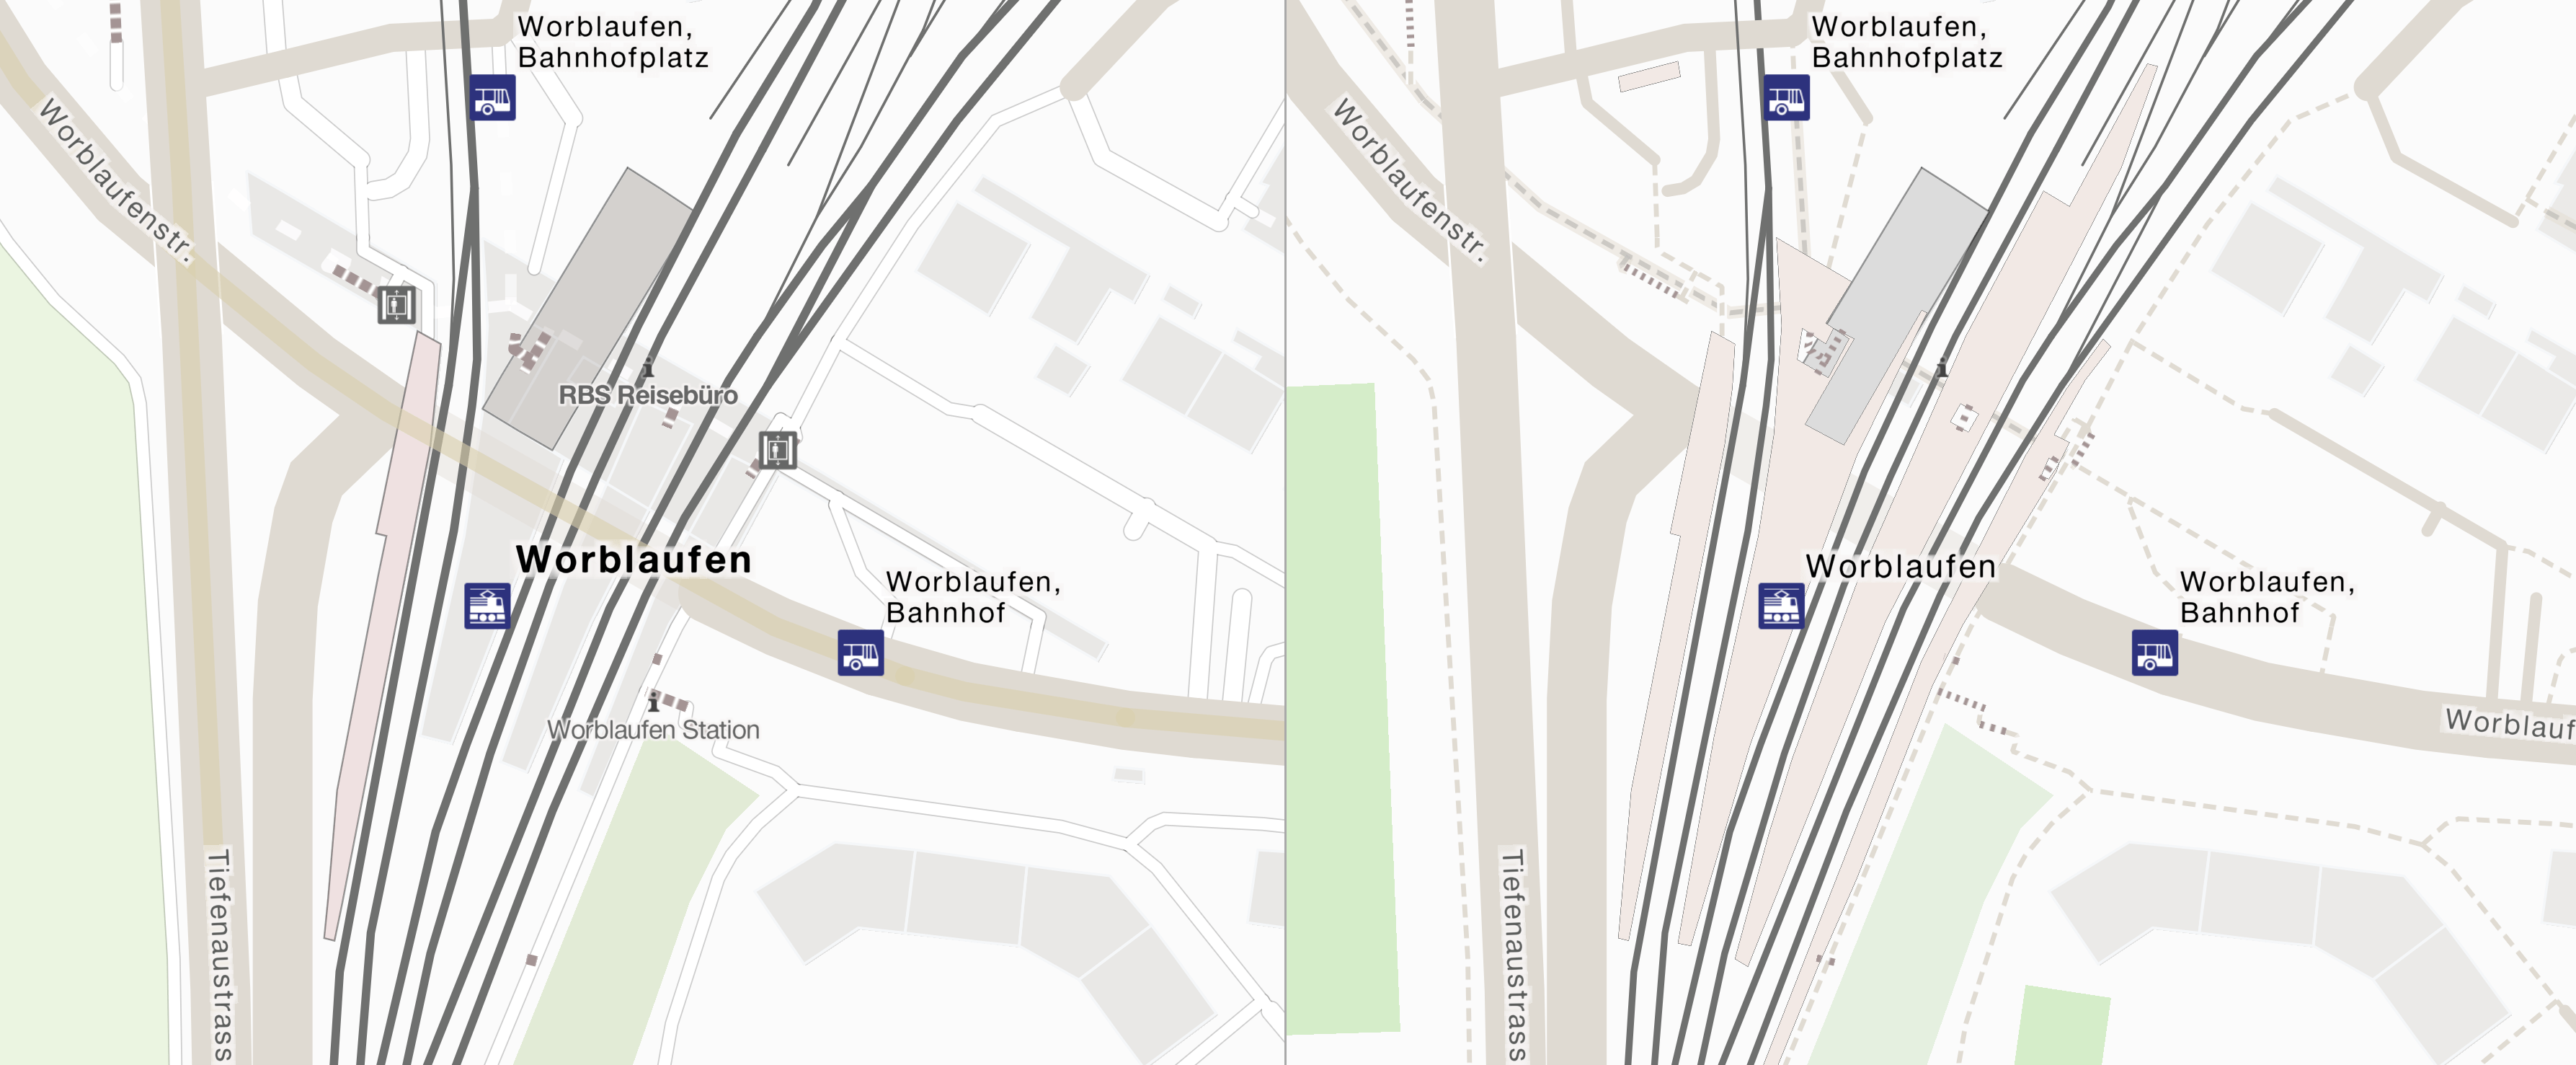 Worblaufen,
Bahnhofplatz
Worblaufenstr.
RBS Reisebüro
Worblaufen
Worblaufen,
Bahnhof
Worblaufen Station
Tiefenaustrass
Worblaufen,
Bahnhofplatz
Worblaufenstr.
Worblaufen
Worblaufen,
Bahnhof
Worblauf
Tiefenaustrass